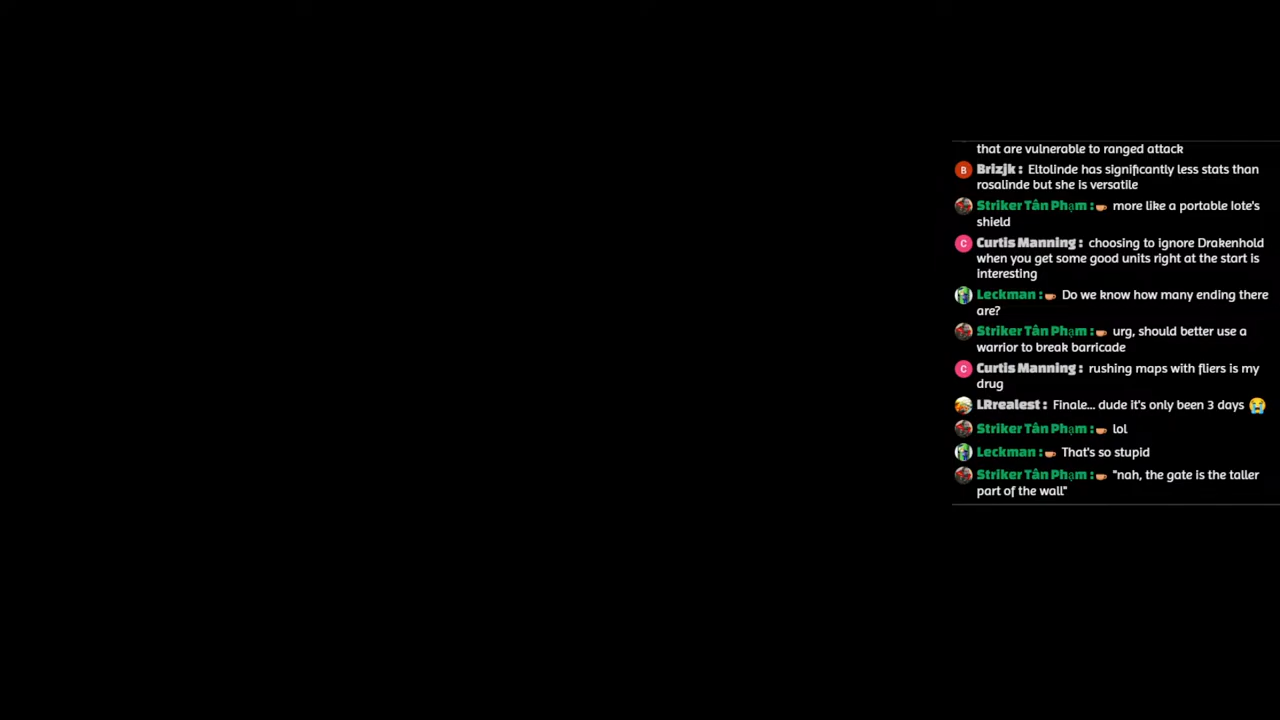 that are vulnerable to ranged attack
Brizjk : Eltolinde has significantly less stats than
rosalinde but she is versatile
Striker Tân Phạm : more like a portable lote's
shield
Curtis Manning : choosing to ignore Drakenhold
when you get some good units right at the start is
interesting
Leckman : Do we know how many ending there
are?
Striker Tân Phạm : urg, should better use a
warrior to break barricade
Curtis Manning : rushing maps with fliers is my
drug
LRrealest : Finale... dude it's only been 3 days 😭
Striker Tân Phạm : lol
Leckman : That's so stupid
Striker Tân Phạm : "nah, the gate is the taller
part of the wall"